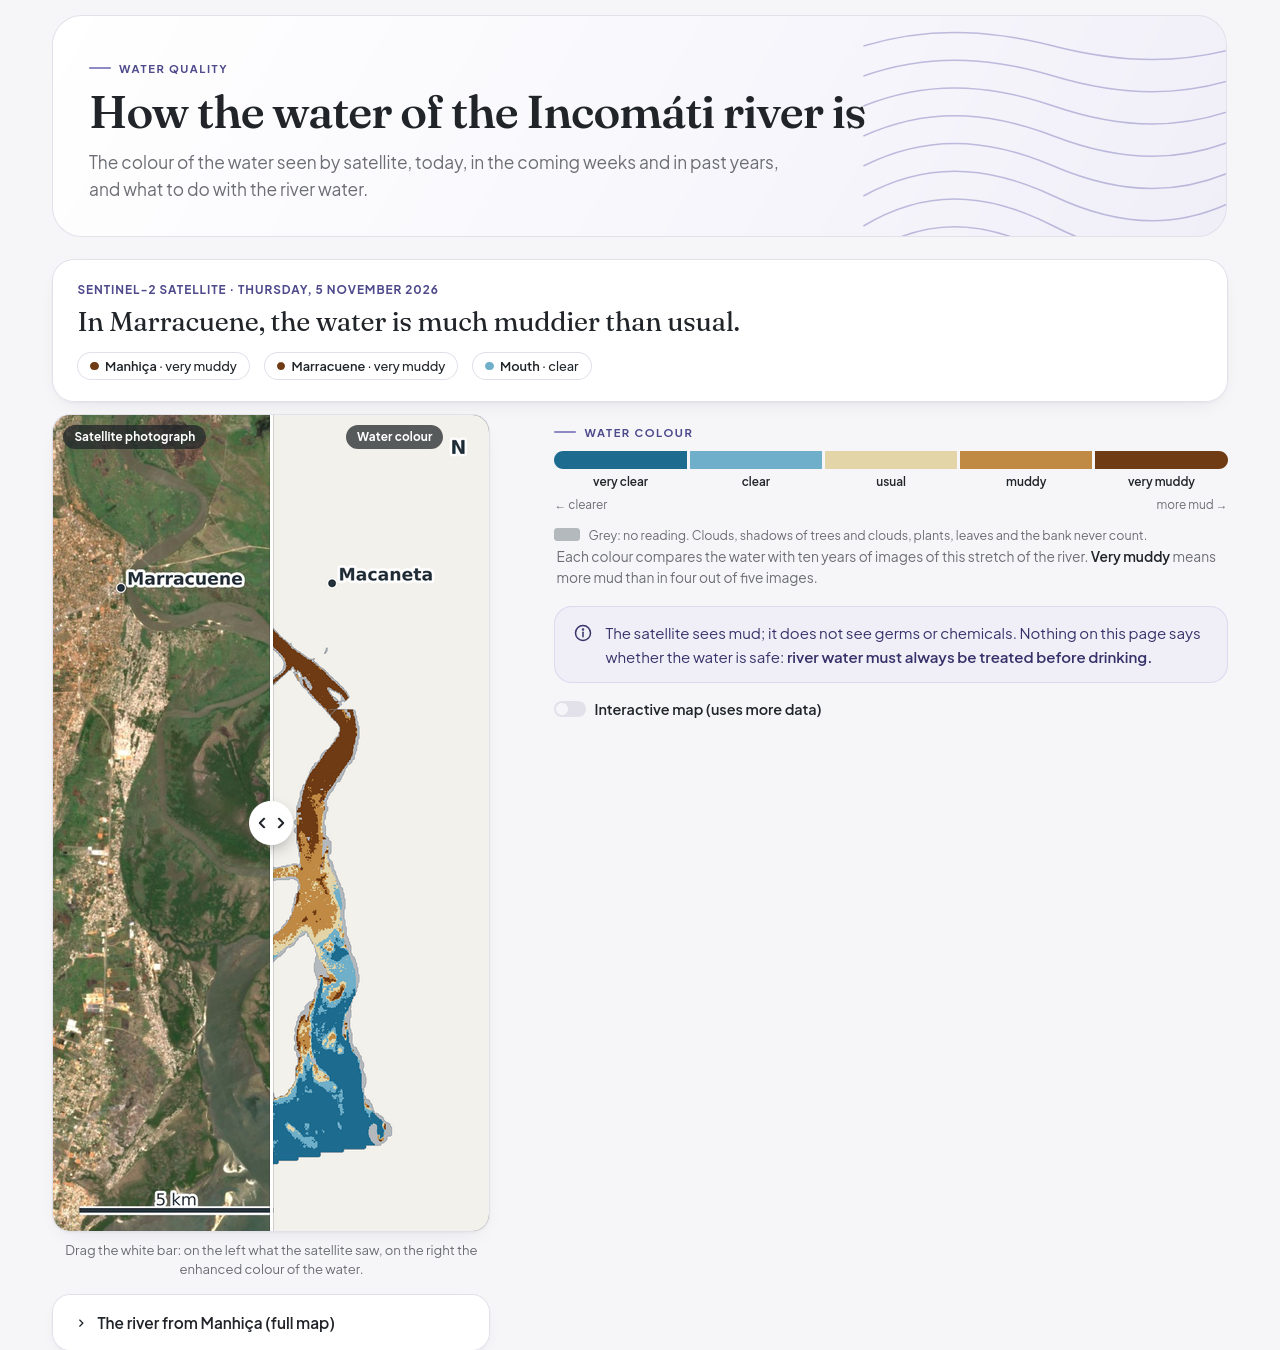 WATER QUALITY
How the water of the Incomáti river is
The colour of the water seen by satellite, today, in the coming weeks and in past years,
and what to do with the river water.
SENTINEL-2 SATELLITE · THURSDAY, 5 NOVEMBER 2026
In Marracuene, the water is much muddier than usual.
Manhiça · very muddy
Marracuene · very muddy
Mouth · clear
Satellite photograph
Water colour
N
Marracuene
Macaneta
5 km
Drag the white bar: on the left what the satellite saw, on the right the
enhanced colour of the water.
The river from Manhiça (full map)
WATER COLOUR
very clear
clear
usual
muddy
very muddy
← clearer
more mud →
Grey: no reading. Clouds, shadows of trees and clouds, plants, leaves and the bank never count.
Each colour compares the water with ten years of images of this stretch of the river. Very muddy means
more mud than in four out of five images.
The satellite sees mud; it does not see germs or chemicals. Nothing on this page says
whether the water is safe: river water must always be treated before drinking.
Interactive map (uses more data)